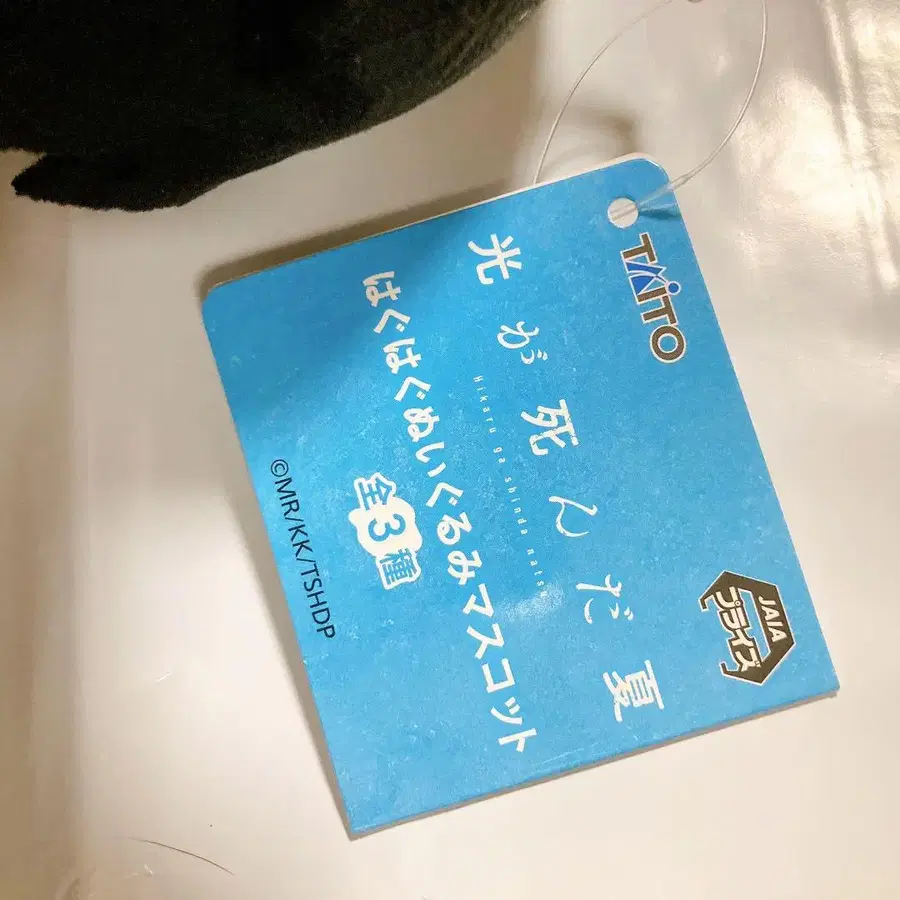 TAITO
光が死んだ夏
Hikaru ga shinda nats
はぐはぐぬいぐるみマスコット
全3種
©MR/KK/TSHDP
JAIA
プライズ